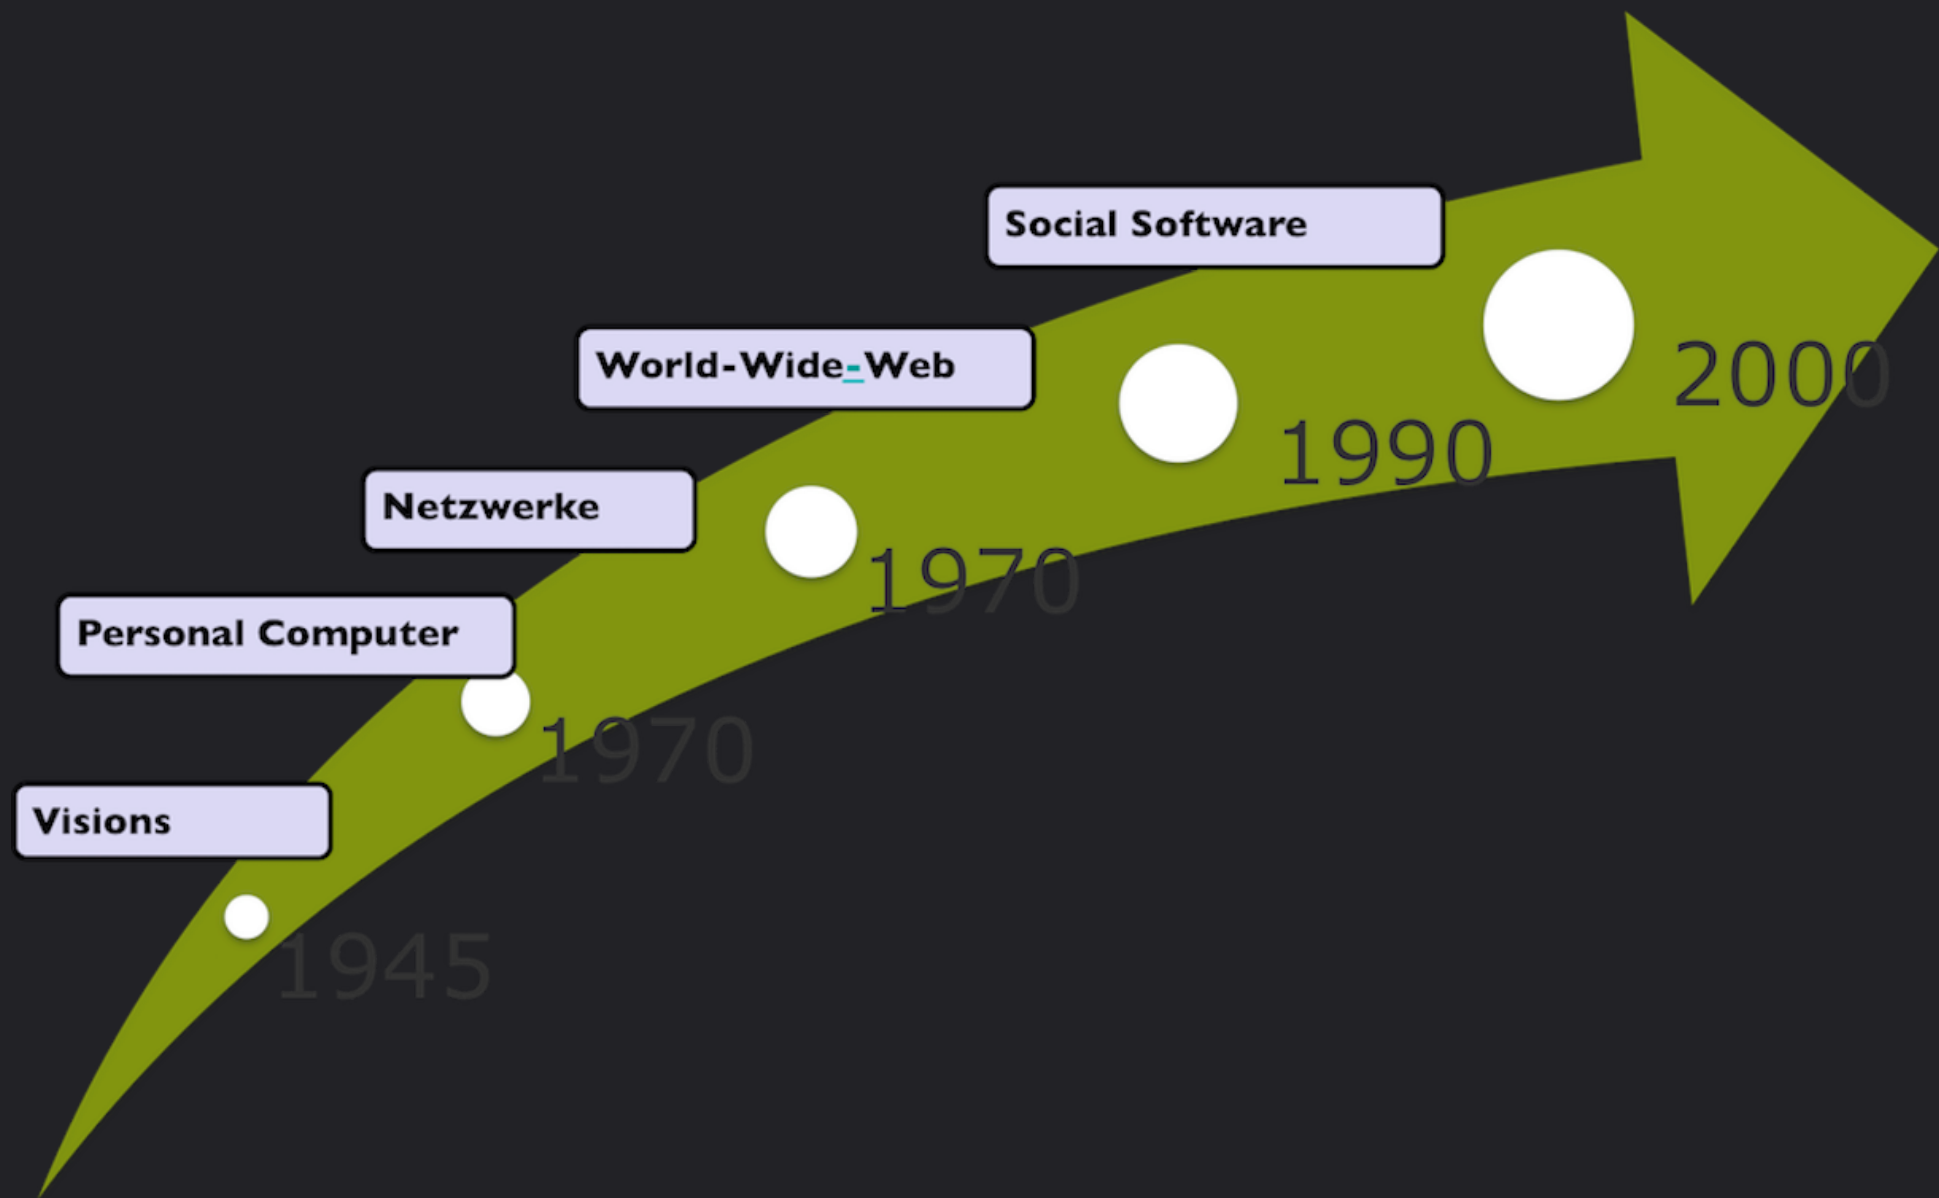 Social Software
2000
World-Wide-Web
1990
Netzwerke
1970
Personal Computer
1970
Visions
1945